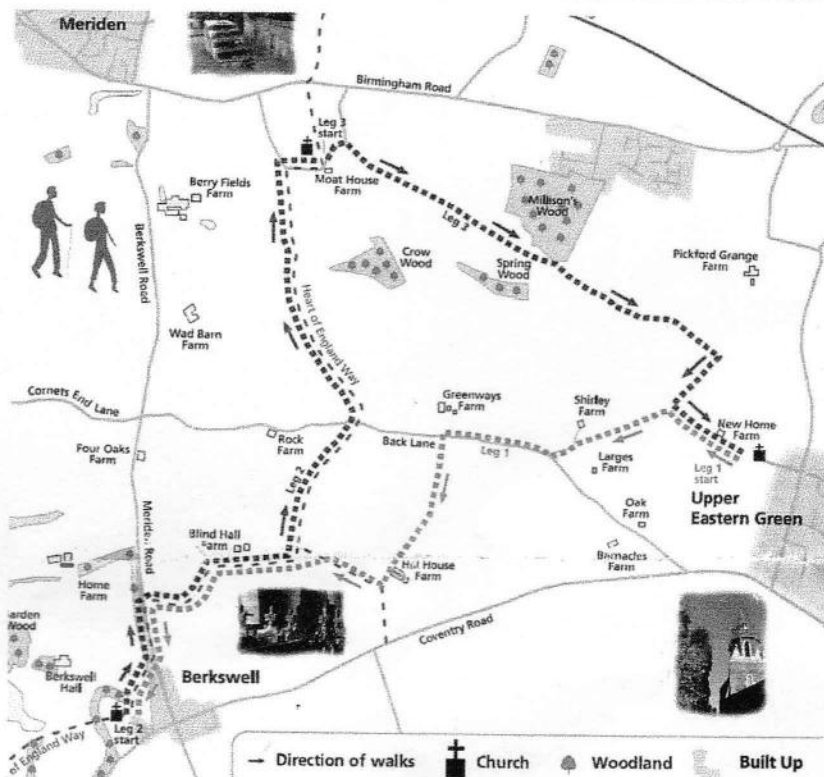 Meriden
Birmingham Road
Leg 3
start
Moat House
Farm
Berry Fields
Farm
Leg 3
Millison's
Wood
Berkswell Road
Crow
Wood
Spring
Wood
Pickford Grange
Farm
Wad Barn
Farm
Heart of England Way
Cornets End Lane
Greenways
Farm
Shirley
Farm
New Home
Farm
Four Oaks
Farm
Rock
Farm
Back Lane
Leg 1
Larges
Farm
Leg 1
start
Leg 2
Upper
Eastern Green
Meriden Road
Oak
Farm
Blind Hall
Farm
Barnacles
Farm
Home
Farm
Hill House
Farm
arden
Wood
Coventry Road
Berkswell
Hall
Berkswell
Leg 2
start
of England Way
Direction of walks
Church
Woodland
Built Up